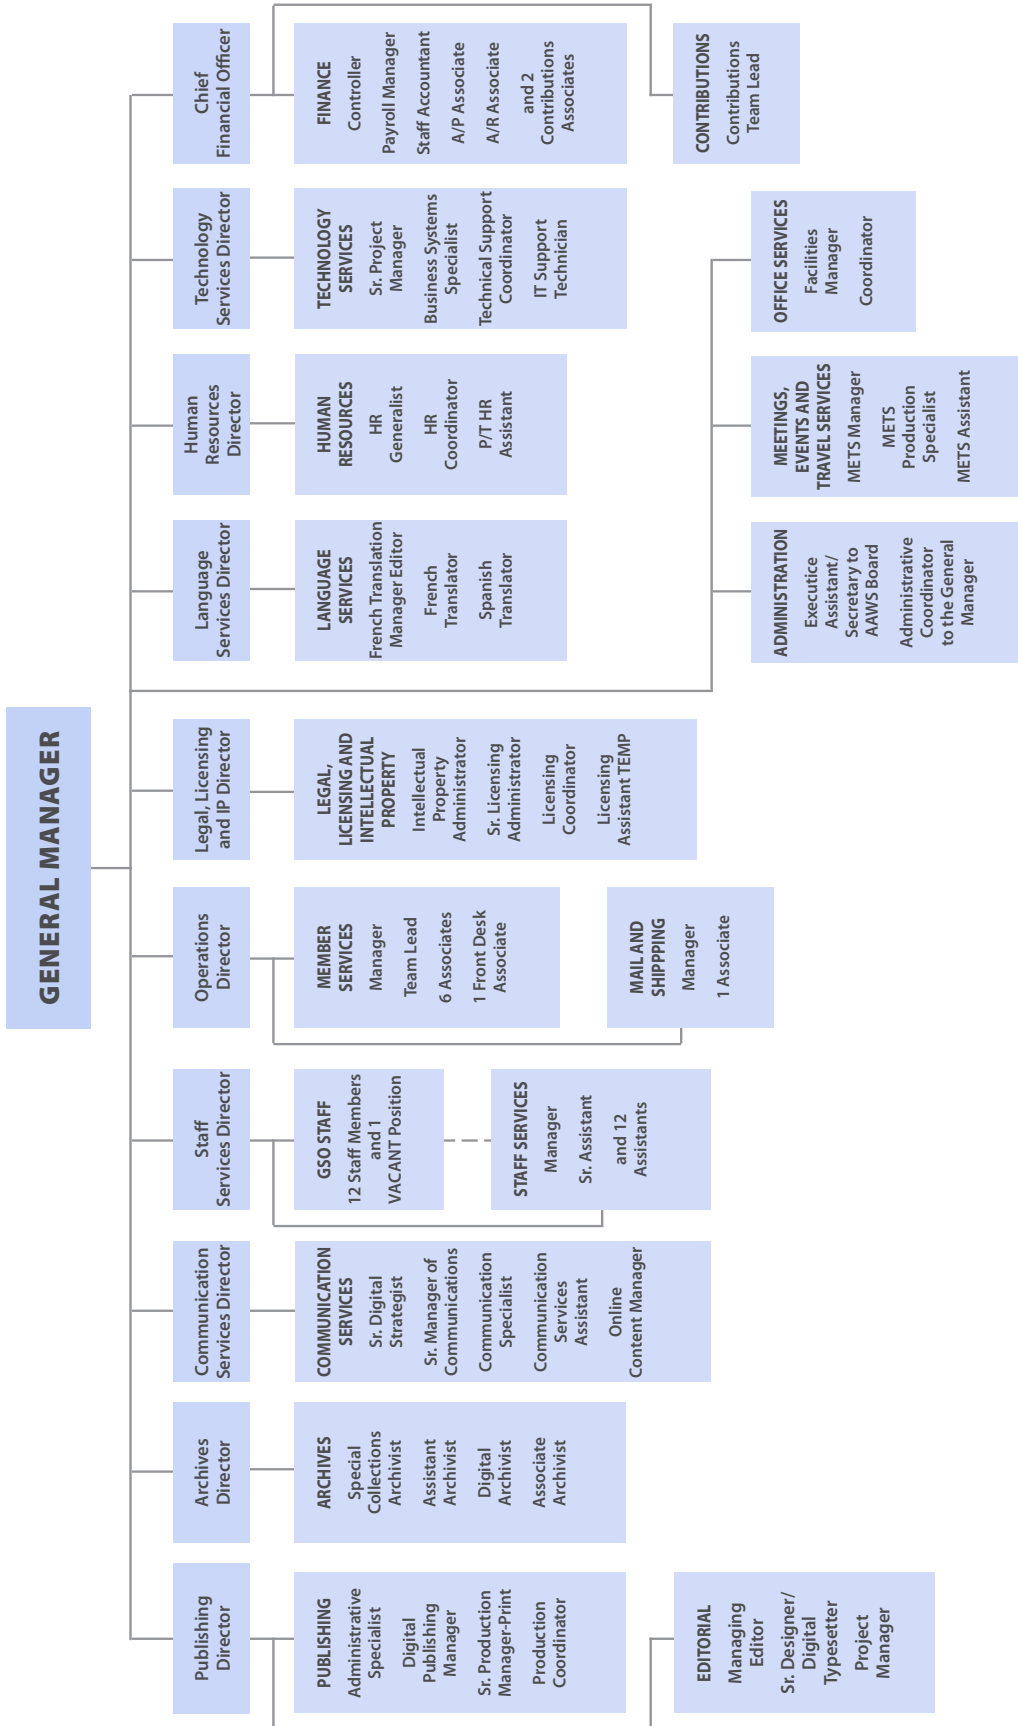 GENERAL MANAGER
Publishing
Director
Archives
Director
Communication
Services Director
Staff
Services Director
Operations
Director
Legal, Licensing
and IP Director
Language
Services Director
Human
Resources
Director
Technology
Services Director
Chief
Financial Officer
PUBLISHING
Administrative
Specialist
Digital
Publishing
Manager
Sr. Production
Manager-Print
Production
Coordinator
ARCHIVES
Special
Collections
Archivist
Assistant
Archivist
Digital
Archivist
Associate
Archivist
COMMUNICATION
SERVICES
Sr. Digital
Strategist
Sr. Manager of
Communications
Communication
Specialist
Communication
Services
Assistant
Online
Content Manager
GSO STAFF
12 Staff Members
and 1
VACANT Position
MEMBER
SERVICES
Manager
Team Lead
6 Associates
1 Front Desk
Associate
LEGAL,
LICENSING AND
INTELLECTUAL
PROPERTY
Intellectual
Property
Administrator
Sr. Licensing
Administrator
Licensing
Coordinator
Licensing
Assistant TEMP
LANGUAGE
SERVICES
French Translation
Manager Editor
French
Translator
Spanish
Translator
HUMAN
RESOURCES
HR
Generalist
HR
Coordinator
P/T HR
Assistant
TECHNOLOGY
SERVICES
Sr. Project
Manager
Business Systems
Specialist
Technical Support
Coordinator
IT Support
Technician
FINANCE
Controller
Payroll Manager
Staff Accountant
A/P Associate
A/R Associate
and 2
Contributions
Associates
EDITORIAL
Managing
Editor
Sr. Designer/
Digital
Typesetter
Project
Manager
STAFF SERVICES
Manager
Sr. Assistant
and 12
Assistants
MAIL AND
SHIPPPING
Manager
1 Associate
CONTRIBUTIONS
Contributions
Team Lead
ADMINISTRATION
Executice
Assistant/
Secretary to
AAWS Board
Administrative
Coordinator
to the General
Manager
MEETINGS,
EVENTS AND
TRAVEL SERVICES
METS Manager
METS
Production
Specialist
METS Assistant
OFFICE SERVICES
Facilities
Manager
Coordinator